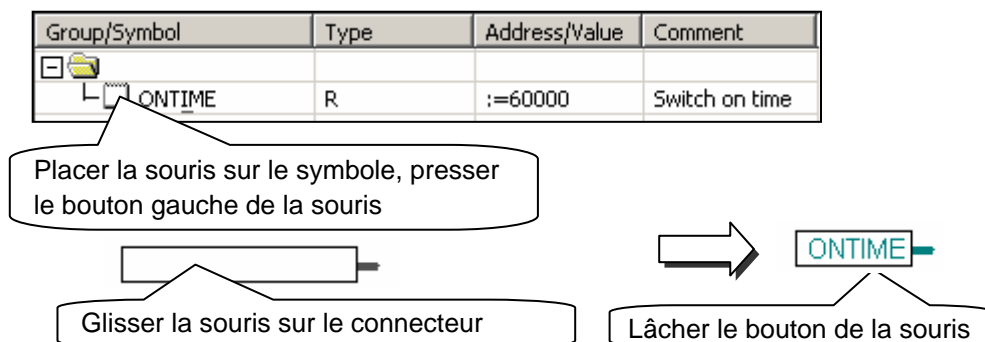 Group/Symbol Type Address/Value Comment
ONTIME R :=60000 Switch on time
Placer la souris sur le symbole, presser
le bouton gauche de la souris
ONTIME
Glisser la souris sur le connecteur
Lâcher le bouton de la souris